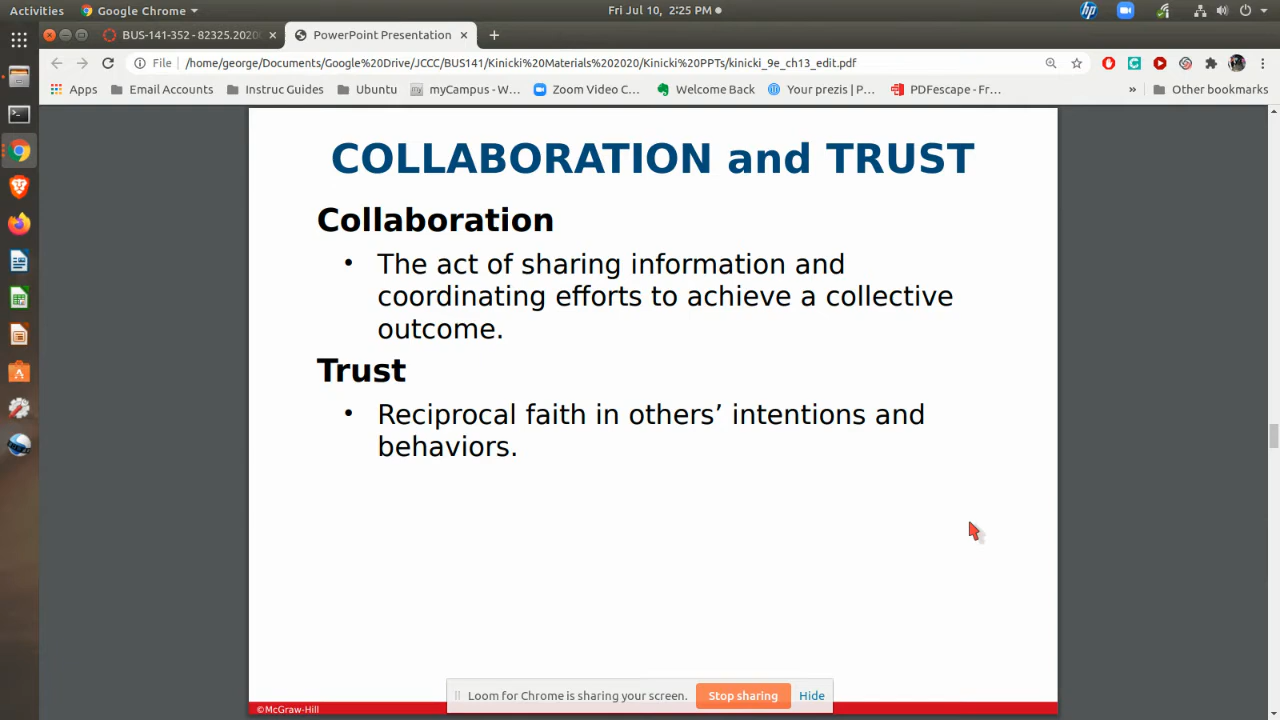 Activities
Google Chrome
Fri Jul 10, 2:25 PM
BUS-141-352 - 82325.2020
PowerPoint Presentation
File
/home/george/Documents/Google%20Drive/JCCC/BUS141/Kinicki%20Materials%202020/Kinicki%20PPTs/kinicki_9e_ch13_edit.pdf
Apps
Email Accounts
Instruc Guides
Ubuntu
myCampus - W...
Zoom Video C...
Welcome Back
Your prezis | P...
PDFescape - Fr...
»
Other bookmarks
COLLABORATION and TRUST
Collaboration
• The act of sharing information and
coordinating efforts to achieve a collective
outcome.
Trust
• Reciprocal faith in others’ intentions and
behaviors.
Loom for Chrome is sharing your screen.
Stop sharing
Hide
©McGraw-Hill